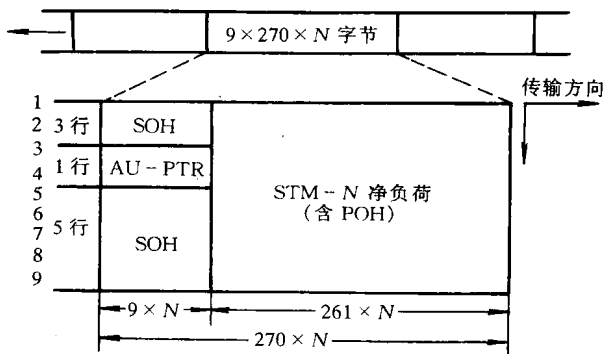 9×270×N 字节
传输方向
1
2
3
4
5
6
7
8
9
3 行
1 行
5 行
SOH
AU－PTR
SOH
STM－N 净负荷
(含 POH)
9×N
261×N
270×N